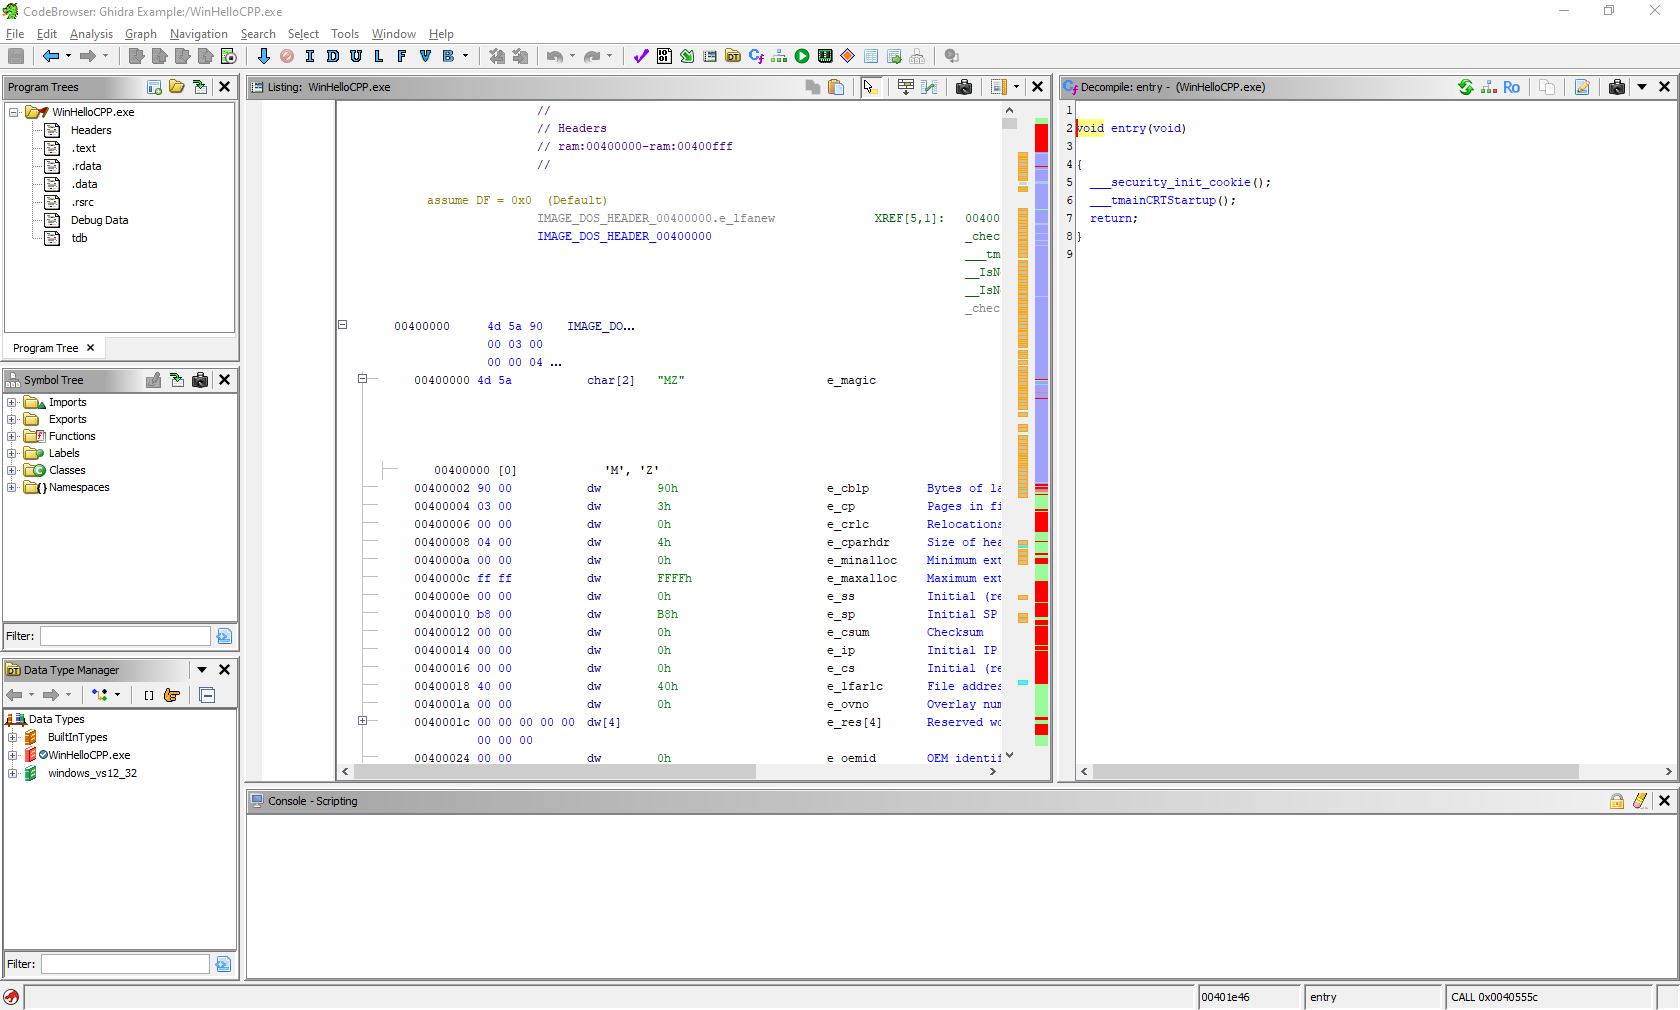 CodeBrowser: Ghidra Example:/WinHelloCPP.exe
File Edit Analysis Graph Navigation Search Select Tools Window Help
I D U L F V B
Program Trees
WinHelloCPP.exe
Headers
.text
.rdata
.data
.rsrc
Debug Data
tdb
Program Tree
Symbol Tree
Imports
Exports
Functions
Labels
Classes
Namespaces
Filter:
Data Type Manager
Data Types
BuiltInTypes
WinHelloCPP.exe
windows_vs12_32
Filter:
Listing: WinHelloCPP.exe
//
// Headers
// ram:00400000-ram:00400fff
//
assume DF = 0x0 (Default)
IMAGE_DOS_HEADER_00400000.e_lfanew XREF[5,1]: 00400
IMAGE_DOS_HEADER_00400000 _chec
___tm
__IsN
__IsN
_chec
00400000 4d 5a 90 IMAGE_DO...
00 03 00
00 00 04 ...
00400000 4d 5a char[2] "MZ" e_magic
00400000 [0] 'M', 'Z'
00400002 90 00 dw 90h e_cblp Bytes of la
00400004 03 00 dw 3h e_cp Pages in fi
00400006 00 00 dw 0h e_crlc Relocations
00400008 04 00 dw 4h e_cparhdr Size of hea
0040000a 00 00 dw 0h e_minalloc Minimum ext
0040000c ff ff dw FFFFh e_maxalloc Maximum ext
0040000e 00 00 dw 0h e_ss Initial (re
00400010 b8 00 dw B8h e_sp Initial SP
00400012 00 00 dw 0h e_csum Checksum
00400014 00 00 dw 0h e_ip Initial IP
00400016 00 00 dw 0h e_cs Initial (re
00400018 40 00 dw 40h e_lfarlc File addres
0040001a 00 00 dw 0h e_ovno Overlay num
0040001c 00 00 00 00 00 dw[4] e_res[4] Reserved wo
00 00 00
00400024 00 00 dw 0h e_oemid OEM identif
Decompile: entry - (WinHelloCPP.exe)
Ro
1
2 void entry(void)
3
4 {
5 ___security_init_cookie();
6 ___tmainCRTStartup();
7 return;
8 }
9
Console - Scripting
00401e46 entry CALL 0x0040555c